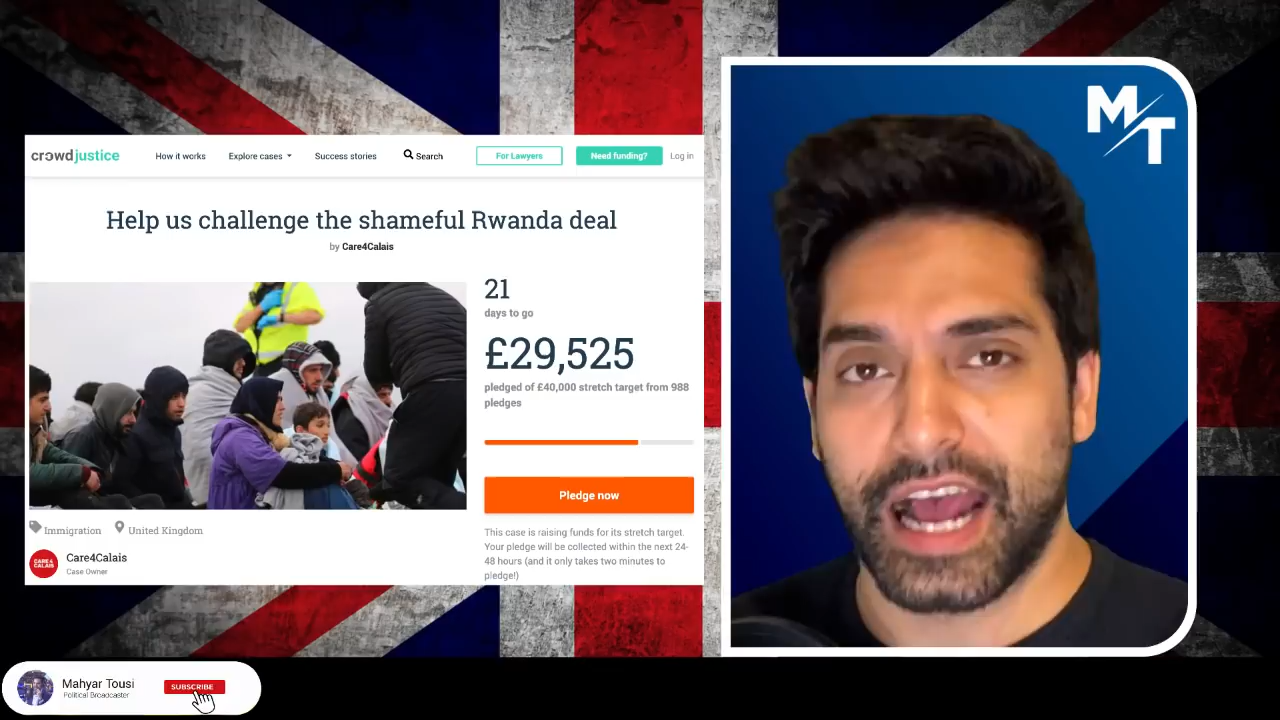 crowdjustice
How it works
Explore cases
Success stories
Search
For Lawyers
Need funding?
Log in
Help us challenge the shameful Rwanda deal
by Care4Calais
21
days to go
£29,525
pledged of £40,000 stretch target from 988
pledges
Pledge now
This case is raising funds for its stretch target.
Your pledge will be collected within the next 24-
48 hours (and it only takes two minutes to
pledge!)
Immigration
United Kingdom
CARE4
CALAIS
Care4Calais
Case Owner
M
T
Mahyar Tousi
Political Broadcaster
SUBSCRIBE